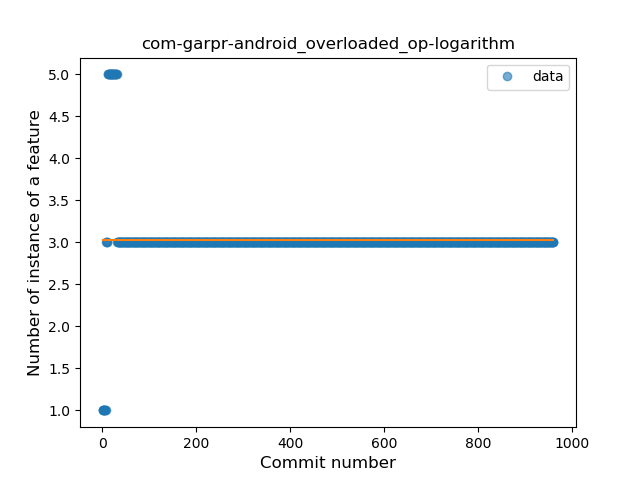 com-garpr-android_overloaded_op-logarithm
data
Number of instance of a feature
5.0
4.5
4.0
3.5
3.0
2.5
2.0
1.5
1.0
0 200 400 600 800 1000
Commit number